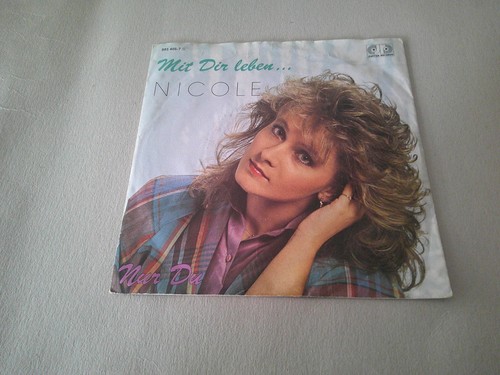 Mit Dir leben...
NICOLE
Nur Du